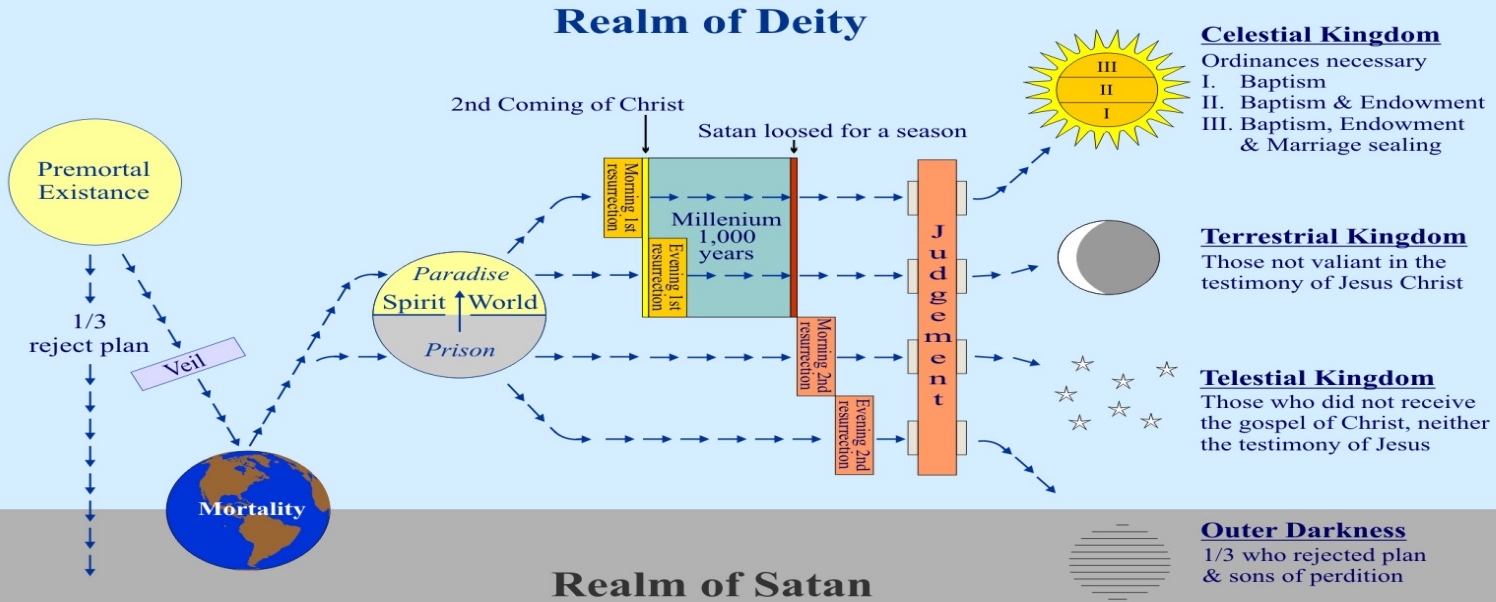 Realm of Deity
Premortal
Existance
1/3
reject plan
Veil
Mortality
Paradise
Spirit World
Prison
2nd Coming of Christ
Satan loosed for a season
Morning 1st
resurrection
Evening 1st
resurrection
Millenium
1,000
years
Morning 2nd
resurrection
Evening 2nd
resurrection
Judgement
III
II
I
Celestial Kingdom
Ordinances necessary
I. Baptism
II. Baptism & Endowment
III. Baptism, Endowment
& Marriage sealing
Terrestrial Kingdom
Those not valiant in the
testimony of Jesus Christ
Telestial Kingdom
Those who did not receive
the gospel of Christ, neither
the testimony of Jesus
Outer Darkness
1/3 who rejected plan
& sons of perdition
Realm of Satan